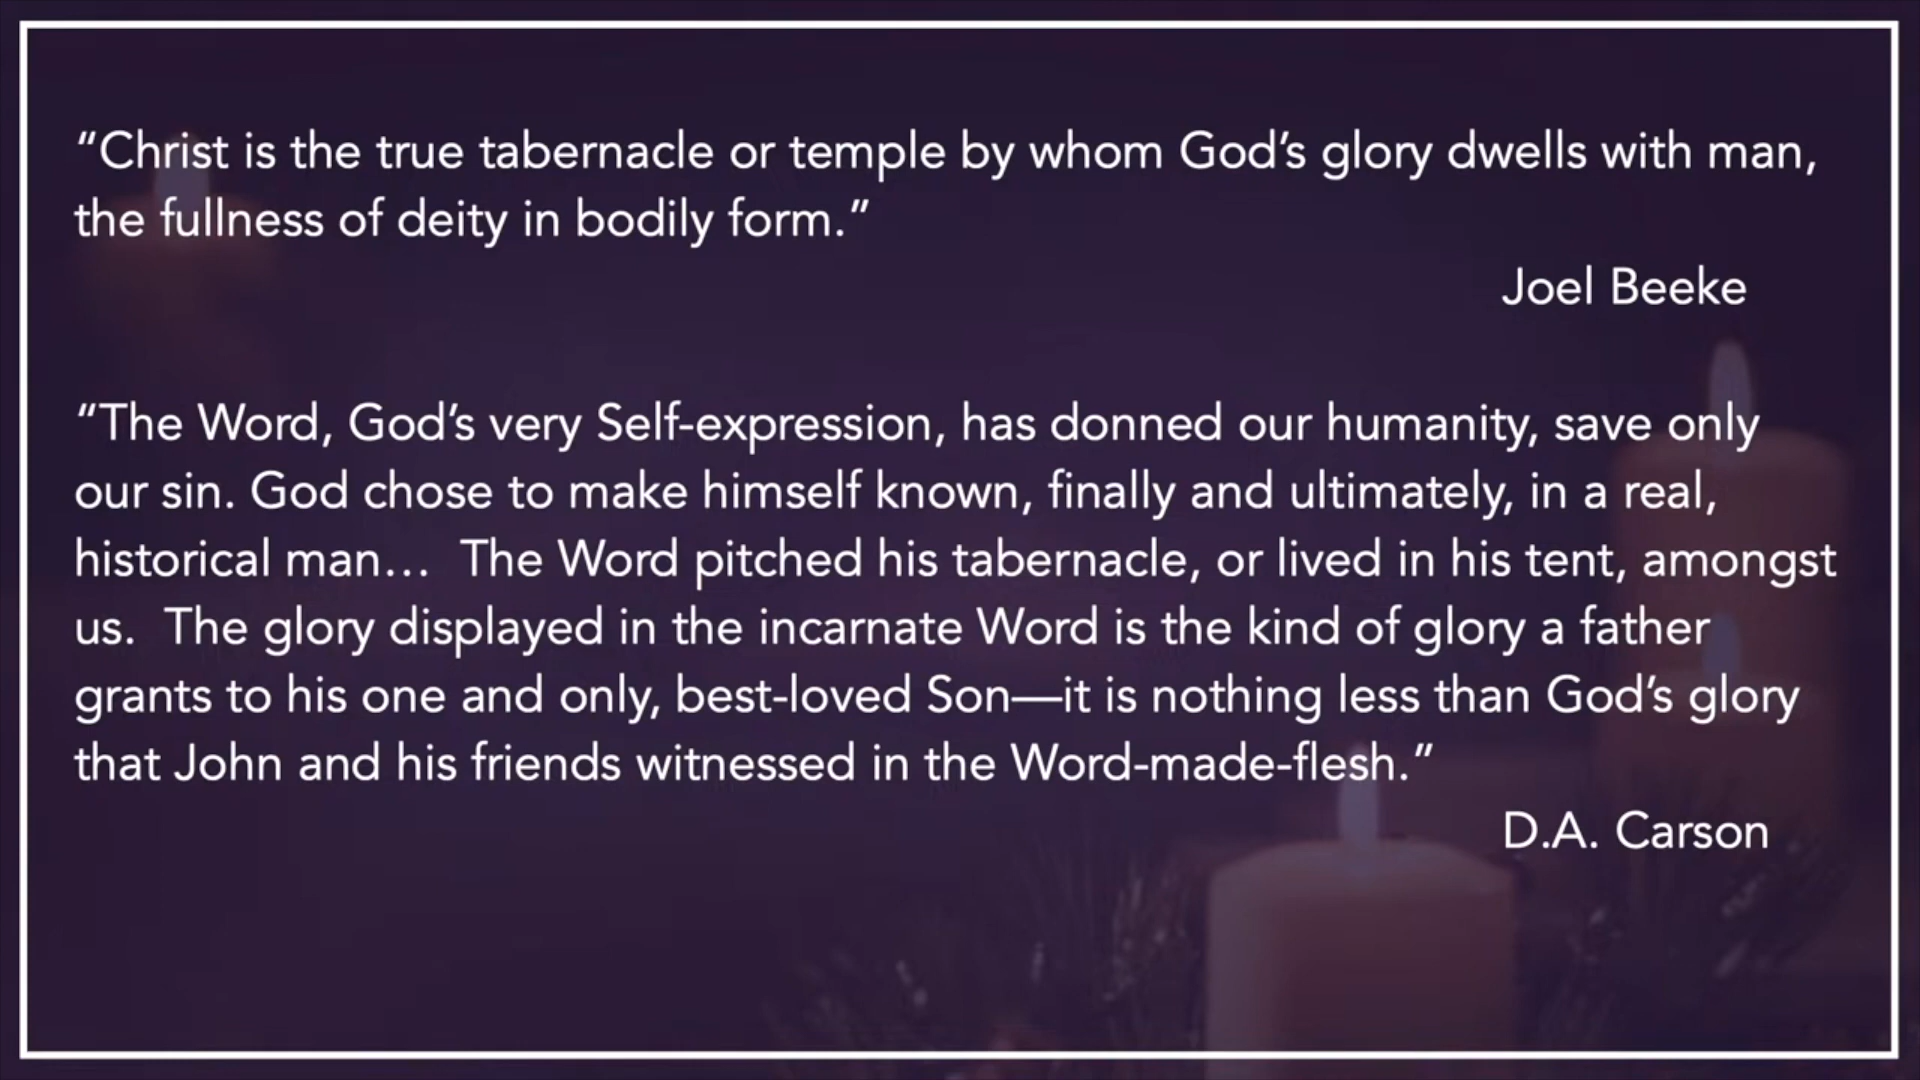 “Christ is the true tabernacle or temple by whom God’s glory dwells with man,
the fullness of deity in bodily form.”
Joel Beeke
“The Word, God’s very Self-expression, has donned our humanity, save only
our sin. God chose to make himself known, finally and ultimately, in a real,
historical man…  The Word pitched his tabernacle, or lived in his tent, amongst
us.  The glory displayed in the incarnate Word is the kind of glory a father
grants to his one and only, best-loved Son—it is nothing less than God’s glory
that John and his friends witnessed in the Word-made-flesh.”
D.A. Carson